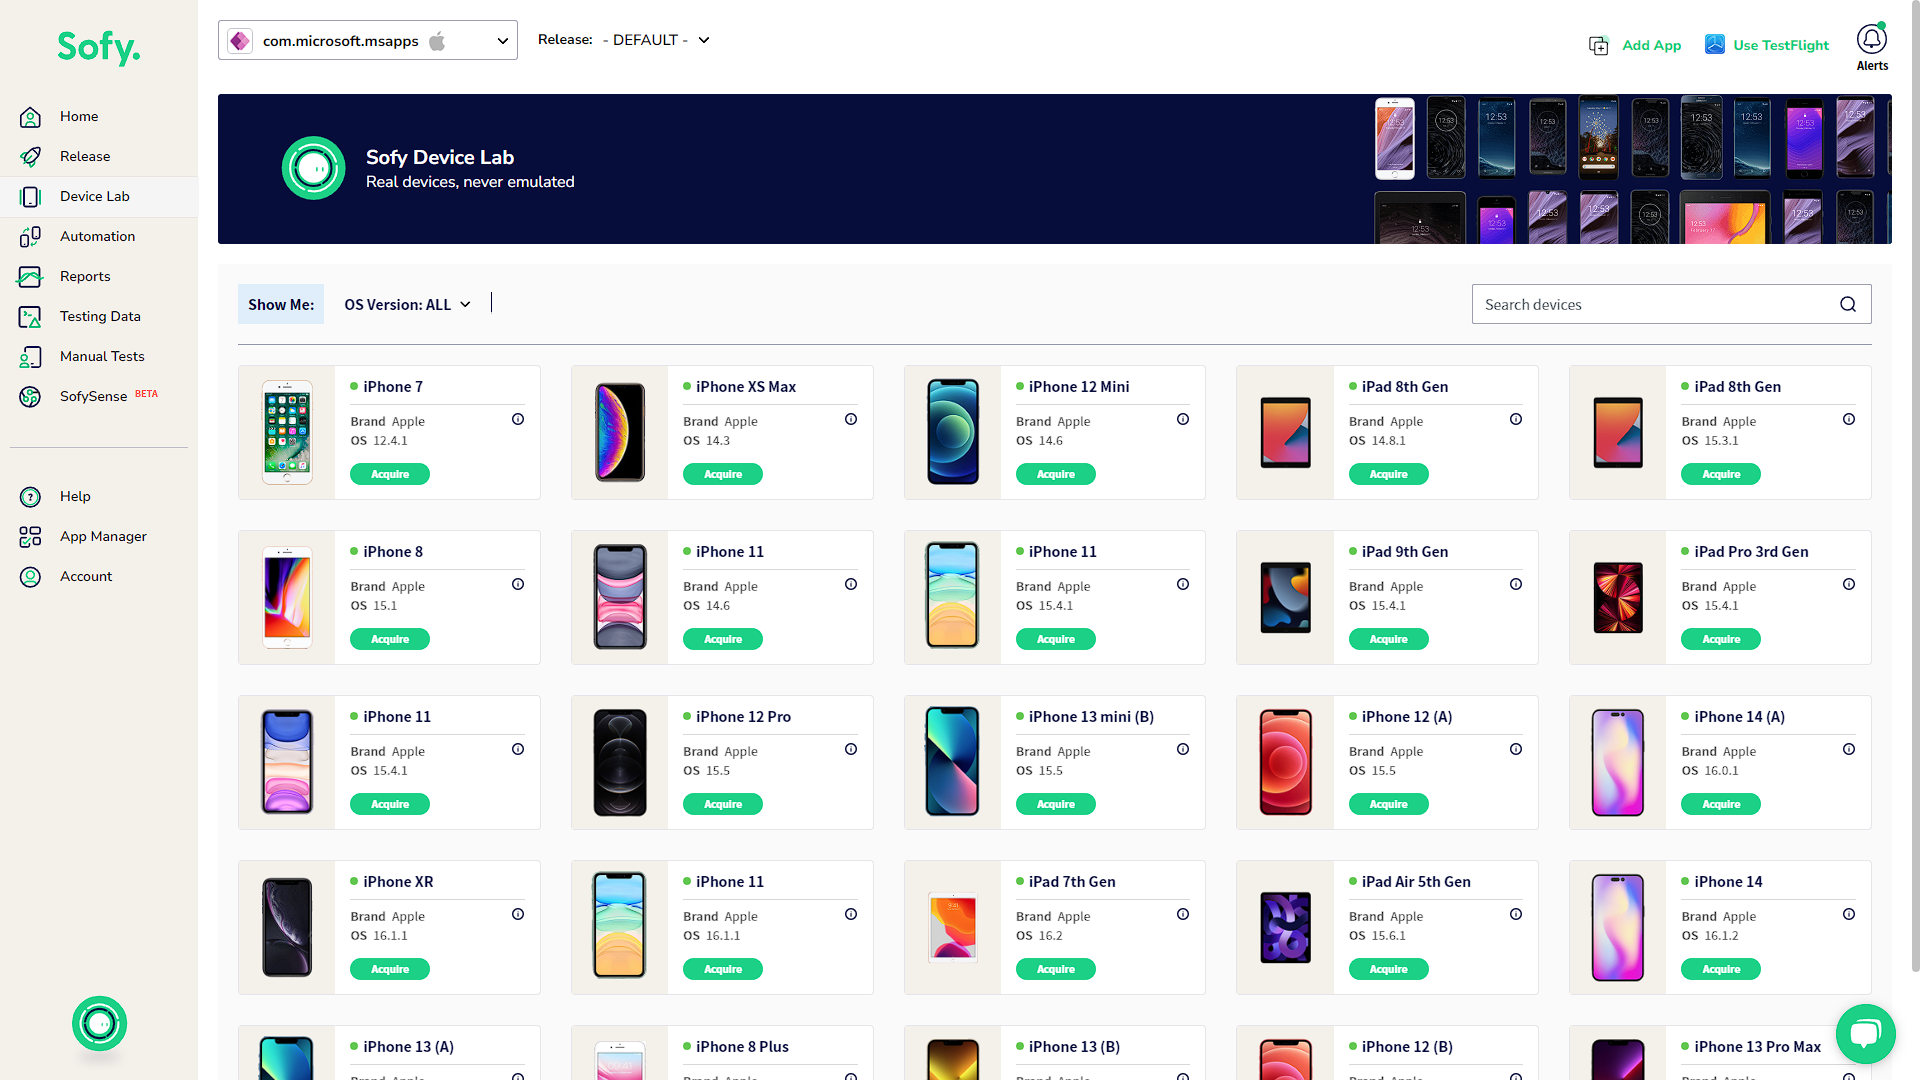 Sofy.
com.microsoft.msapps
Release: - DEFAULT -
Add App
Use TestFlight
Alerts
Home
Release
Device Lab
Automation
Reports
Testing Data
Manual Tests
SofySense BETA
Help
App Manager
Account
Sofy Device Lab
Real devices, never emulated
Show Me:
OS Version: ALL
Search devices
iPhone 7
Brand Apple
OS 12.4.1
Acquire
iPhone XS Max
Brand Apple
OS 14.3
Acquire
iPhone 12 Mini
Brand Apple
OS 14.6
Acquire
iPad 8th Gen
Brand Apple
OS 14.8.1
Acquire
iPad 8th Gen
Brand Apple
OS 15.3.1
Acquire
iPhone 8
Brand Apple
OS 15.1
Acquire
iPhone 11
Brand Apple
OS 14.6
Acquire
iPhone 11
Brand Apple
OS 15.4.1
Acquire
iPad 9th Gen
Brand Apple
OS 15.4.1
Acquire
iPad Pro 3rd Gen
Brand Apple
OS 15.4.1
Acquire
iPhone 11
Brand Apple
OS 15.4.1
Acquire
iPhone 12 Pro
Brand Apple
OS 15.5
Acquire
iPhone 13 mini (B)
Brand Apple
OS 15.5
Acquire
iPhone 12 (A)
Brand Apple
OS 15.5
Acquire
iPhone 14 (A)
Brand Apple
OS 16.0.1
Acquire
iPhone XR
Brand Apple
OS 16.1.1
Acquire
iPhone 11
Brand Apple
OS 16.1.1
Acquire
iPad 7th Gen
Brand Apple
OS 16.2
Acquire
iPad Air 5th Gen
Brand Apple
OS 15.6.1
Acquire
iPhone 14
Brand Apple
OS 16.1.2
Acquire
iPhone 13 (A)
Brand Apple
iPhone 8 Plus
Brand Apple
iPhone 13 (B)
Brand Apple
iPhone 12 (B)
Brand Apple
iPhone 13 Pro Max
Brand Apple